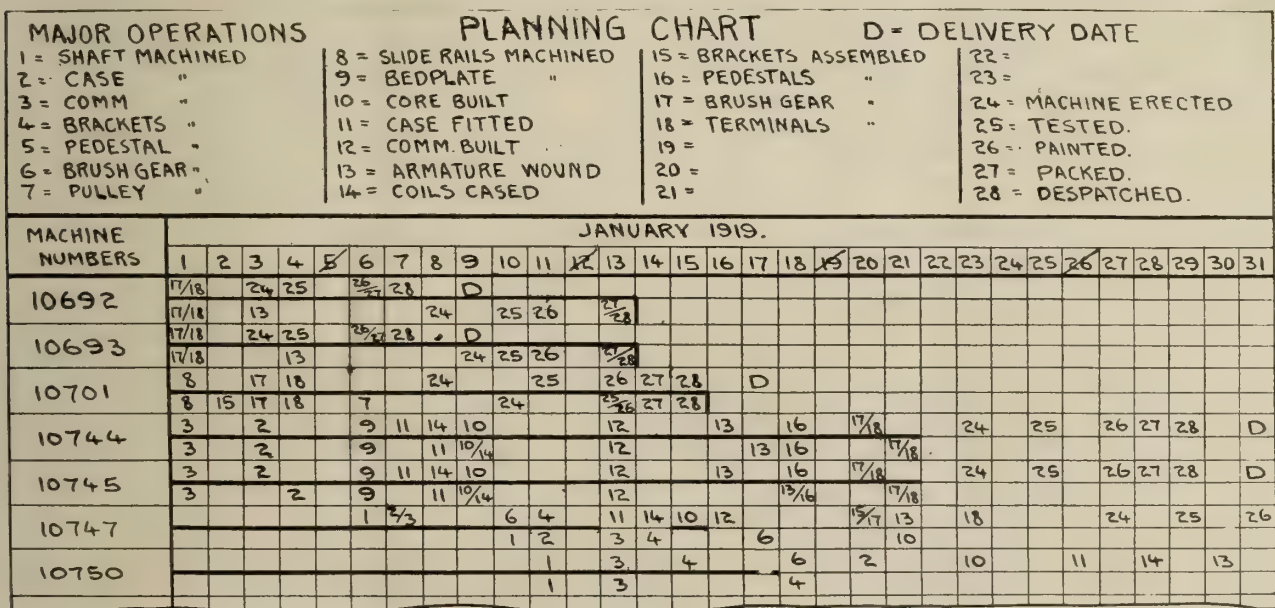 PLANNING CHART
D = DELIVERY DATE
MAJOR OPERATIONS
1 = SHAFT MACHINED
2 = CASE "
3 = COMM "
4 = BRACKETS "
5 = PEDESTAL "
6 = BRUSH GEAR "
7 = PULLEY "
8 = SLIDE RAILS MACHINED
9 = BEDPLATE "
10 = CORE BUILT
11 = CASE FITTED
12 = COMM. BUILT
13 = ARMATURE WOUND
14 = COILS CASED
15 = BRACKETS ASSEMBLED
16 = PEDESTALS "
17 = BRUSH GEAR "
18 = TERMINALS "
19 =
20 =
21 =
22 =
23 =
24 = MACHINE ERECTED
25 = TESTED.
26 = PAINTED.
27 = PACKED.
28 = DESPATCHED.
MACHINE NUMBERS
JANUARY 1919.
1 2 3 4 5 6 7 8 9 10 11 12 13 14 15 16 17 18 19 20 21 22 23 24 25 26 27 28 29 30 31
10692
17/18 24 25 26/27 28 D
17/18 13 24 25 26 27/28
10693
17/18 24 25 26/27 28 D
17/18 13 24 25 26 27/28
10701
8 17 18 24 25 26 27 28 D
8 15 17 18 7 24 25/26 27 28
10744
3 2 9 11 14 10 12 13 16 17/18 24 25 26 27 28 D
3 2 9 11 10/14 12 13 16 17/18
10745
3 2 9 11 14 10 12 13 16 17/18 24 25 26 27 28 D
3 2 9 11 10/14 12 13/16 17/18
10747
1 2/3 6 4 11 14 10 12 15/17 13 18 24 25 26
1 2 3 4 6 10
10750
1 3 4 6 2 10 11 14 13
1 3 4